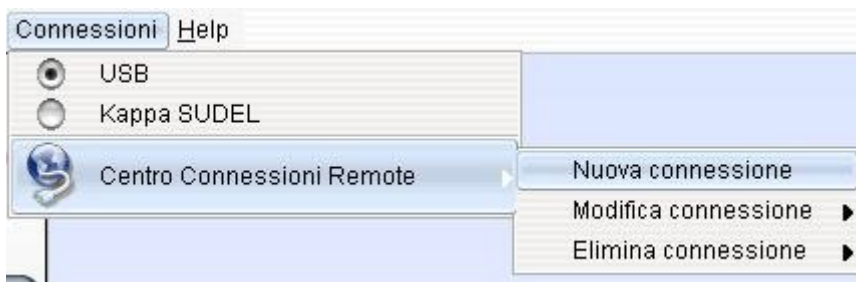 Connessioni Help
USB
Kappa SUDEL
Centro Connessioni Remote
Nuova connessione
Modifica connessione
Elimina connessione